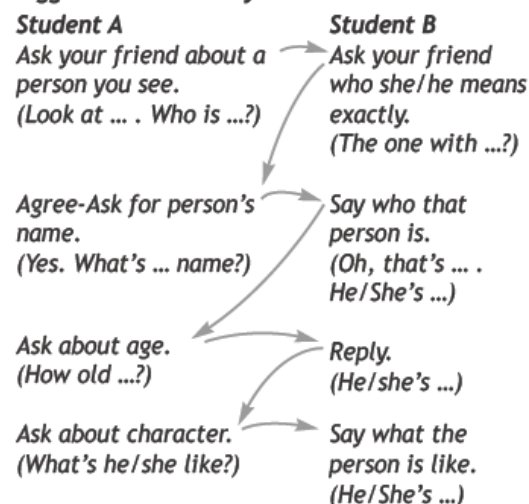 Student A
Ask your friend about a
person you see.
(Look at ... . Who is ...?)
Student B
Ask your friend
who she/he means
exactly.
(The one with ...?)
Agree-Ask for person's
name.
(Yes. What's ... name?)
Say who that
person is.
(Oh, that's ... .
He/She's ...)
Ask about age.
(How old ...?)
Reply.
(He/she's ...)
Ask about character.
(What's he/she like?)
Say what the
person is like.
(He/She's ...)